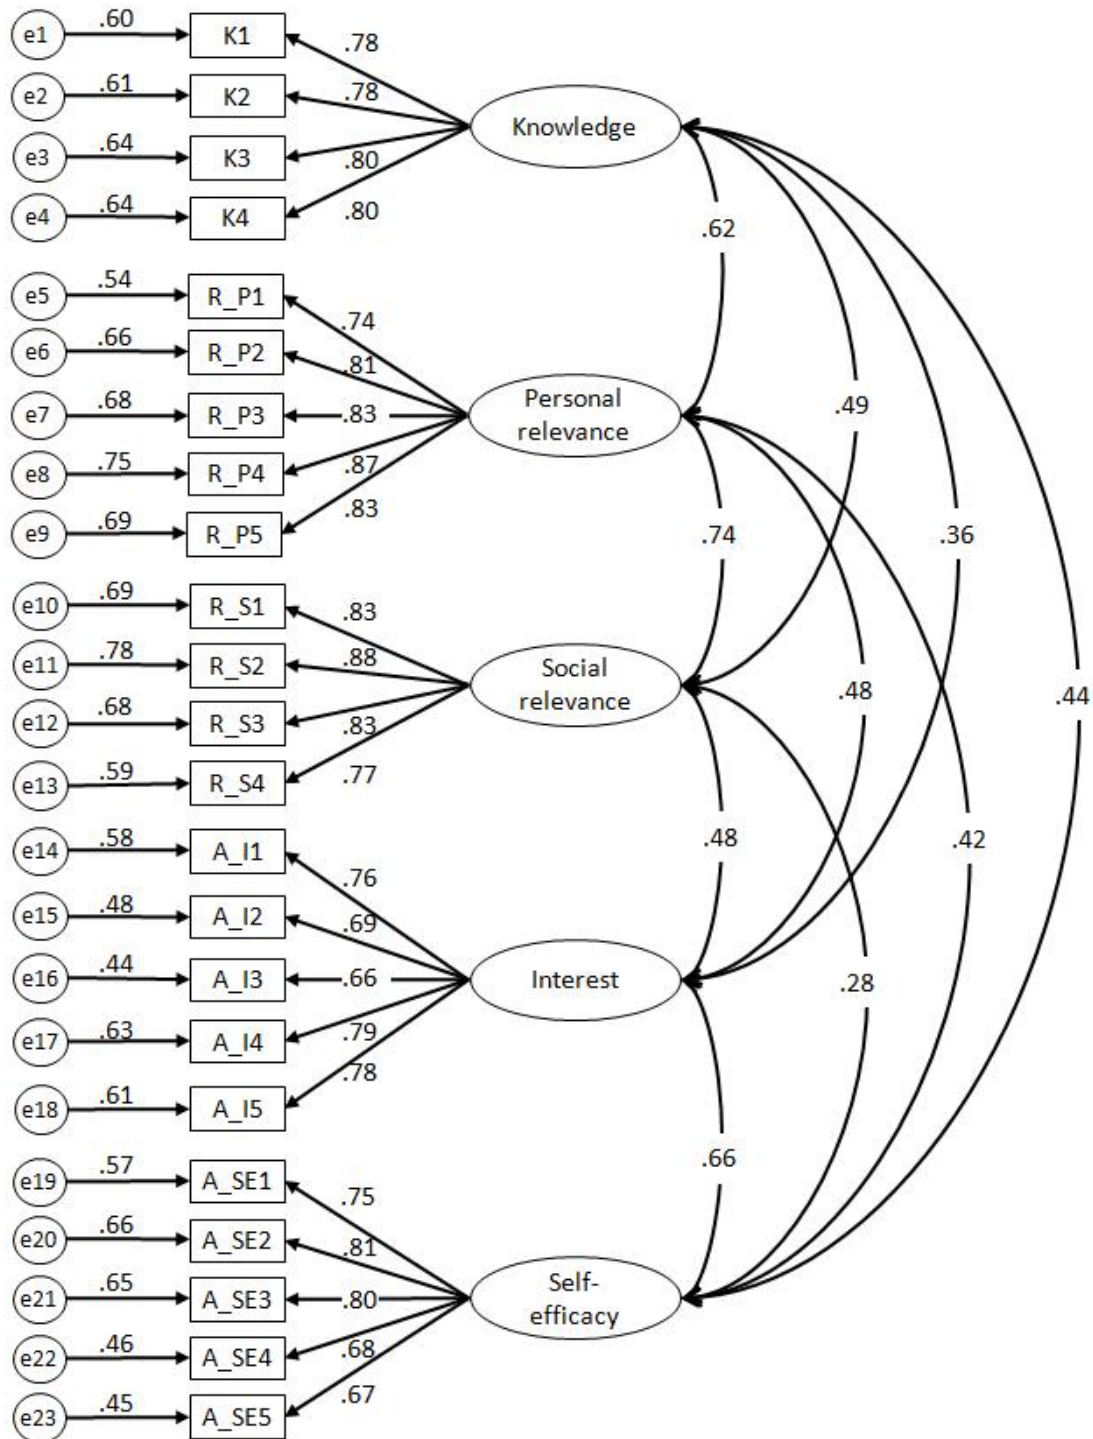 e1 .60 K1 .78
e2 .61 K2 .78
Knowledge
e3 .64 K3 .80
e4 .64 K4 .80
.62
e5 .54 R_P1 .74
e6 .66 R_P2 .81
Personal
relevance
.49
e7 .68 R_P3 .83
e8 .75 R_P4 .87
e9 .69 R_P5 .83
.74 .36
e10 .69 R_S1 .83
e11 .78 R_S2 .88
Social
relevance
.48 .44
e12 .68 R_S3 .83
e13 .59 R_S4 .77
e14 .58 A_I1 .76
.48 .42
e15 .48 A_I2 .69
e16 .44 A_I3 .66
Interest
.28
e17 .63 A_I4 .79
e18 .61 A_I5 .78
.66
e19 .57 A_SE1 .75
e20 .66 A_SE2 .81
Self-
efficacy
e21 .65 A_SE3 .80
e22 .46 A_SE4 .68
e23 .45 A_SE5 .67